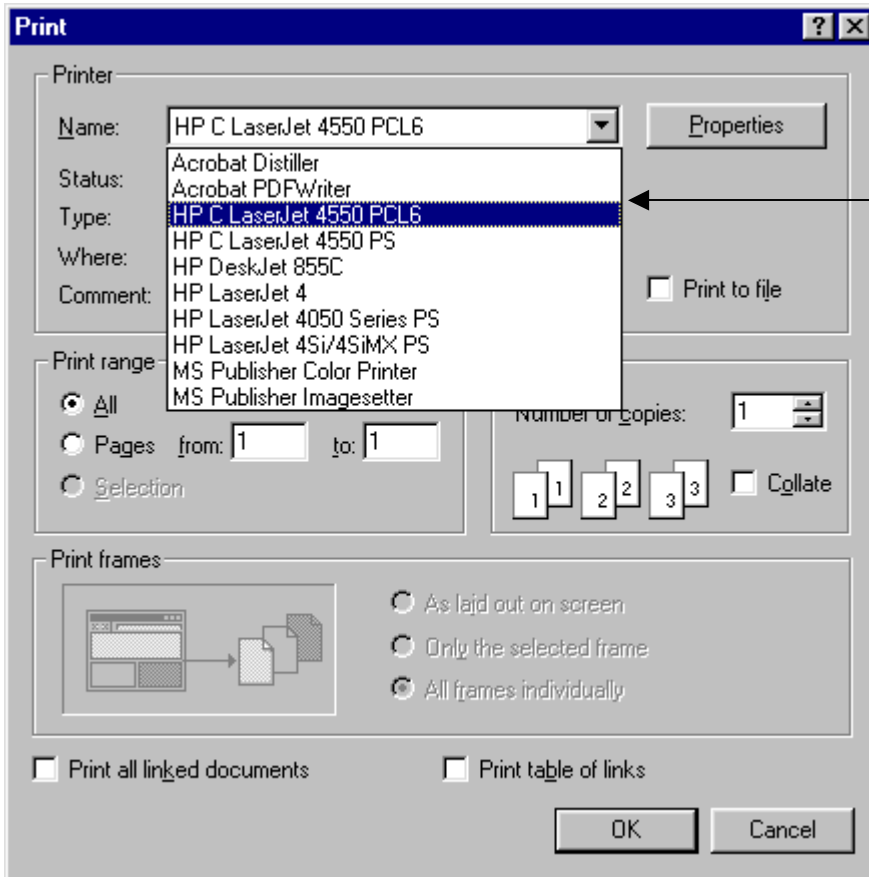 Print
Printer
Name: HP C LaserJet 4550 PCL6 Properties
Acrobat Distiller
Status:
Acrobat PDFWriter
Type: HP C LaserJet 4550 PCL6
HP C LaserJet 4550 PS
Where:
HP DeskJet 855C
Comment: HP LaserJet 4 Print to file
HP LaserJet 4050 Series PS
HP LaserJet 4Si/4SiMX PS
Print range
MS Publisher Color Printer
MS Publisher Imagesetter
All Number of copies: 1
Pages from: 1 to: 1
Selection 1 1 2 2 3 3 Collate
Print frames
As laid out on screen
Only the selected frame
All frames individually
Print all linked documents Print table of links
OK Cancel